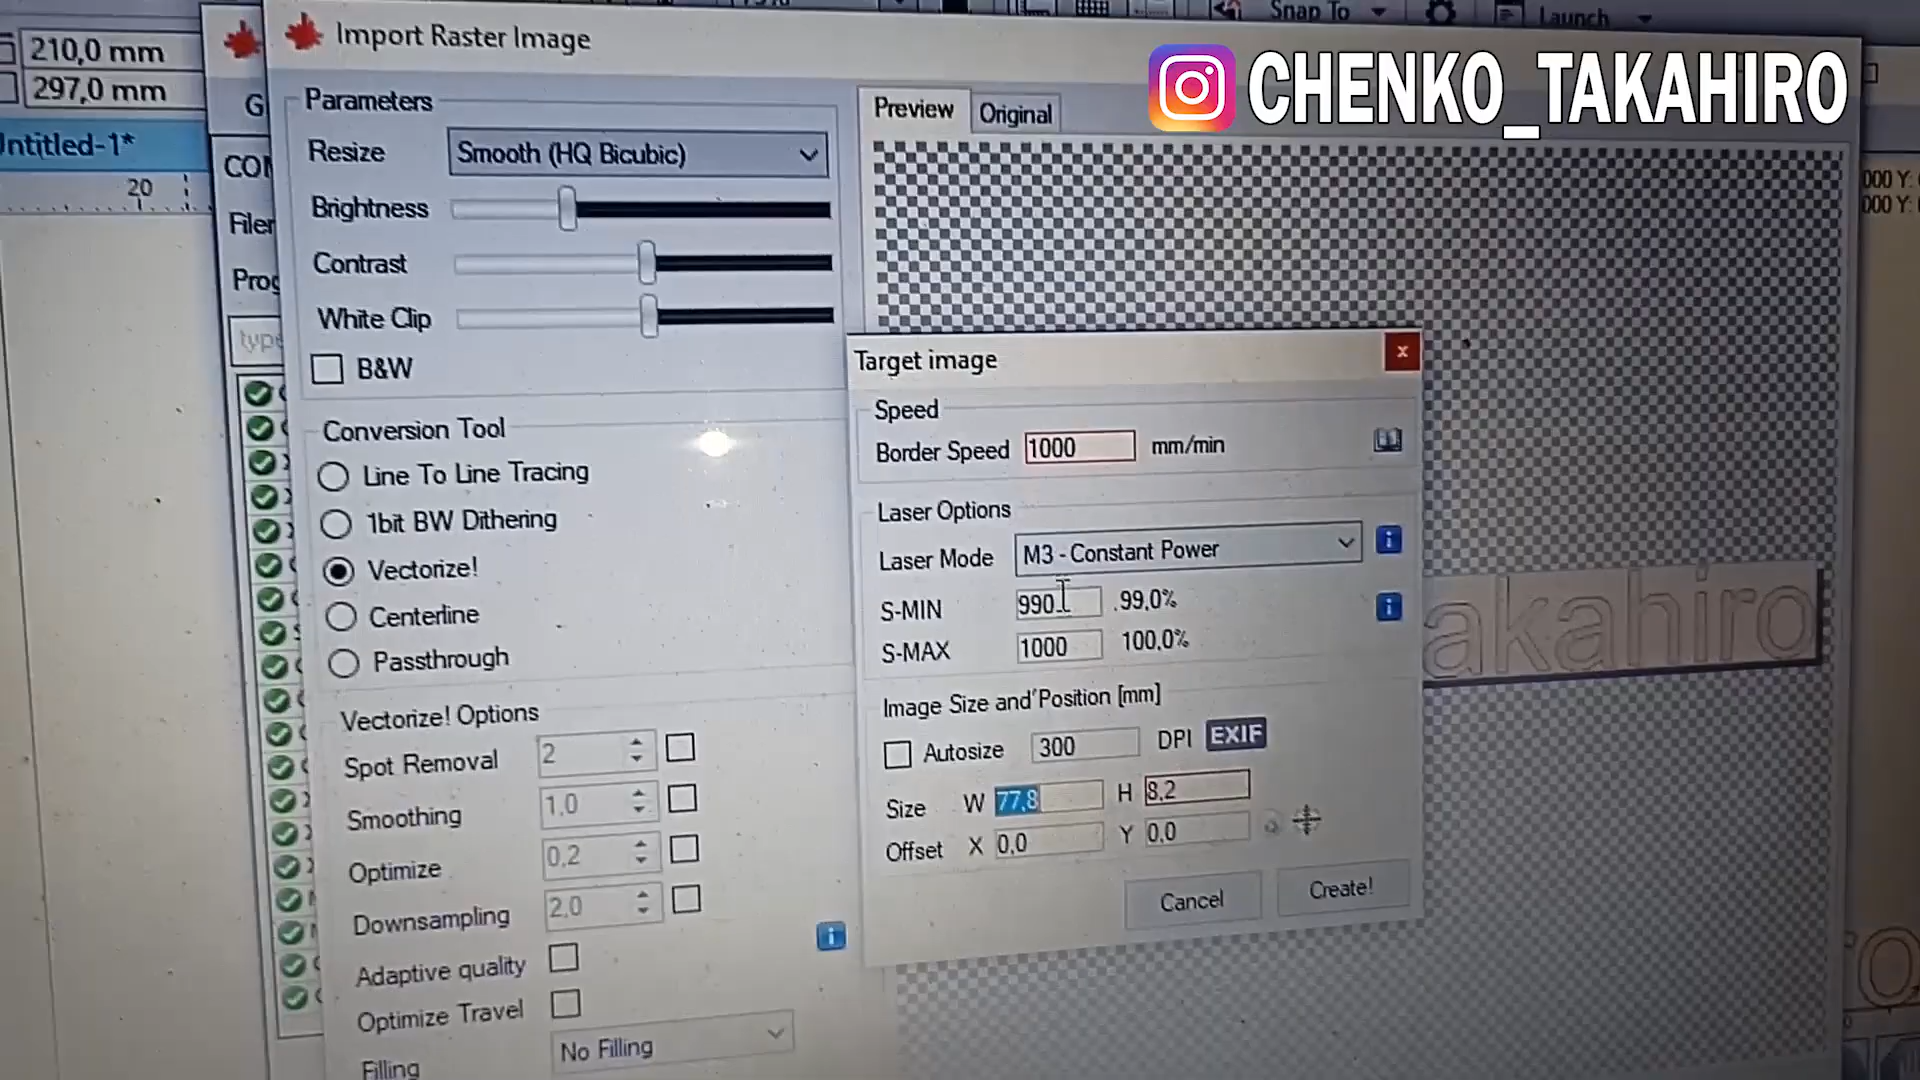 Snap To
Launch
210,0 mm
297,0 mm
Import Raster Image
CHENKO_TAKAHIRO
Parameters
Resize
Smooth (HQ Bicubic)
Preview
Original
Untitled-1*
20
Brightness
Contrast
White Clip
B&W
type
000 Y:
000 Y:
Conversion Tool
Line To Line Tracing
1bit BW Dithering
Vectorize!
Centerline
Passthrough
Vectorize! Options
Spot Removal
2
Smoothing
1,0
Optimize
0,2
Downsampling
2,0
Adaptive quality
Optimize Travel
Filling
No Filling
Target image
x
Speed
Border Speed
1000
mm/min
Laser Options
Laser Mode
M3 - Constant Power
S-MIN
990
99,0%
S-MAX
1000
100,0%
Image Size and Position [mm]
Autosize
300
DPI
EXIF
Size
W
77,8
H
8,2
Offset
X
0,0
Y
0,0
Cancel
Create!
akahiro